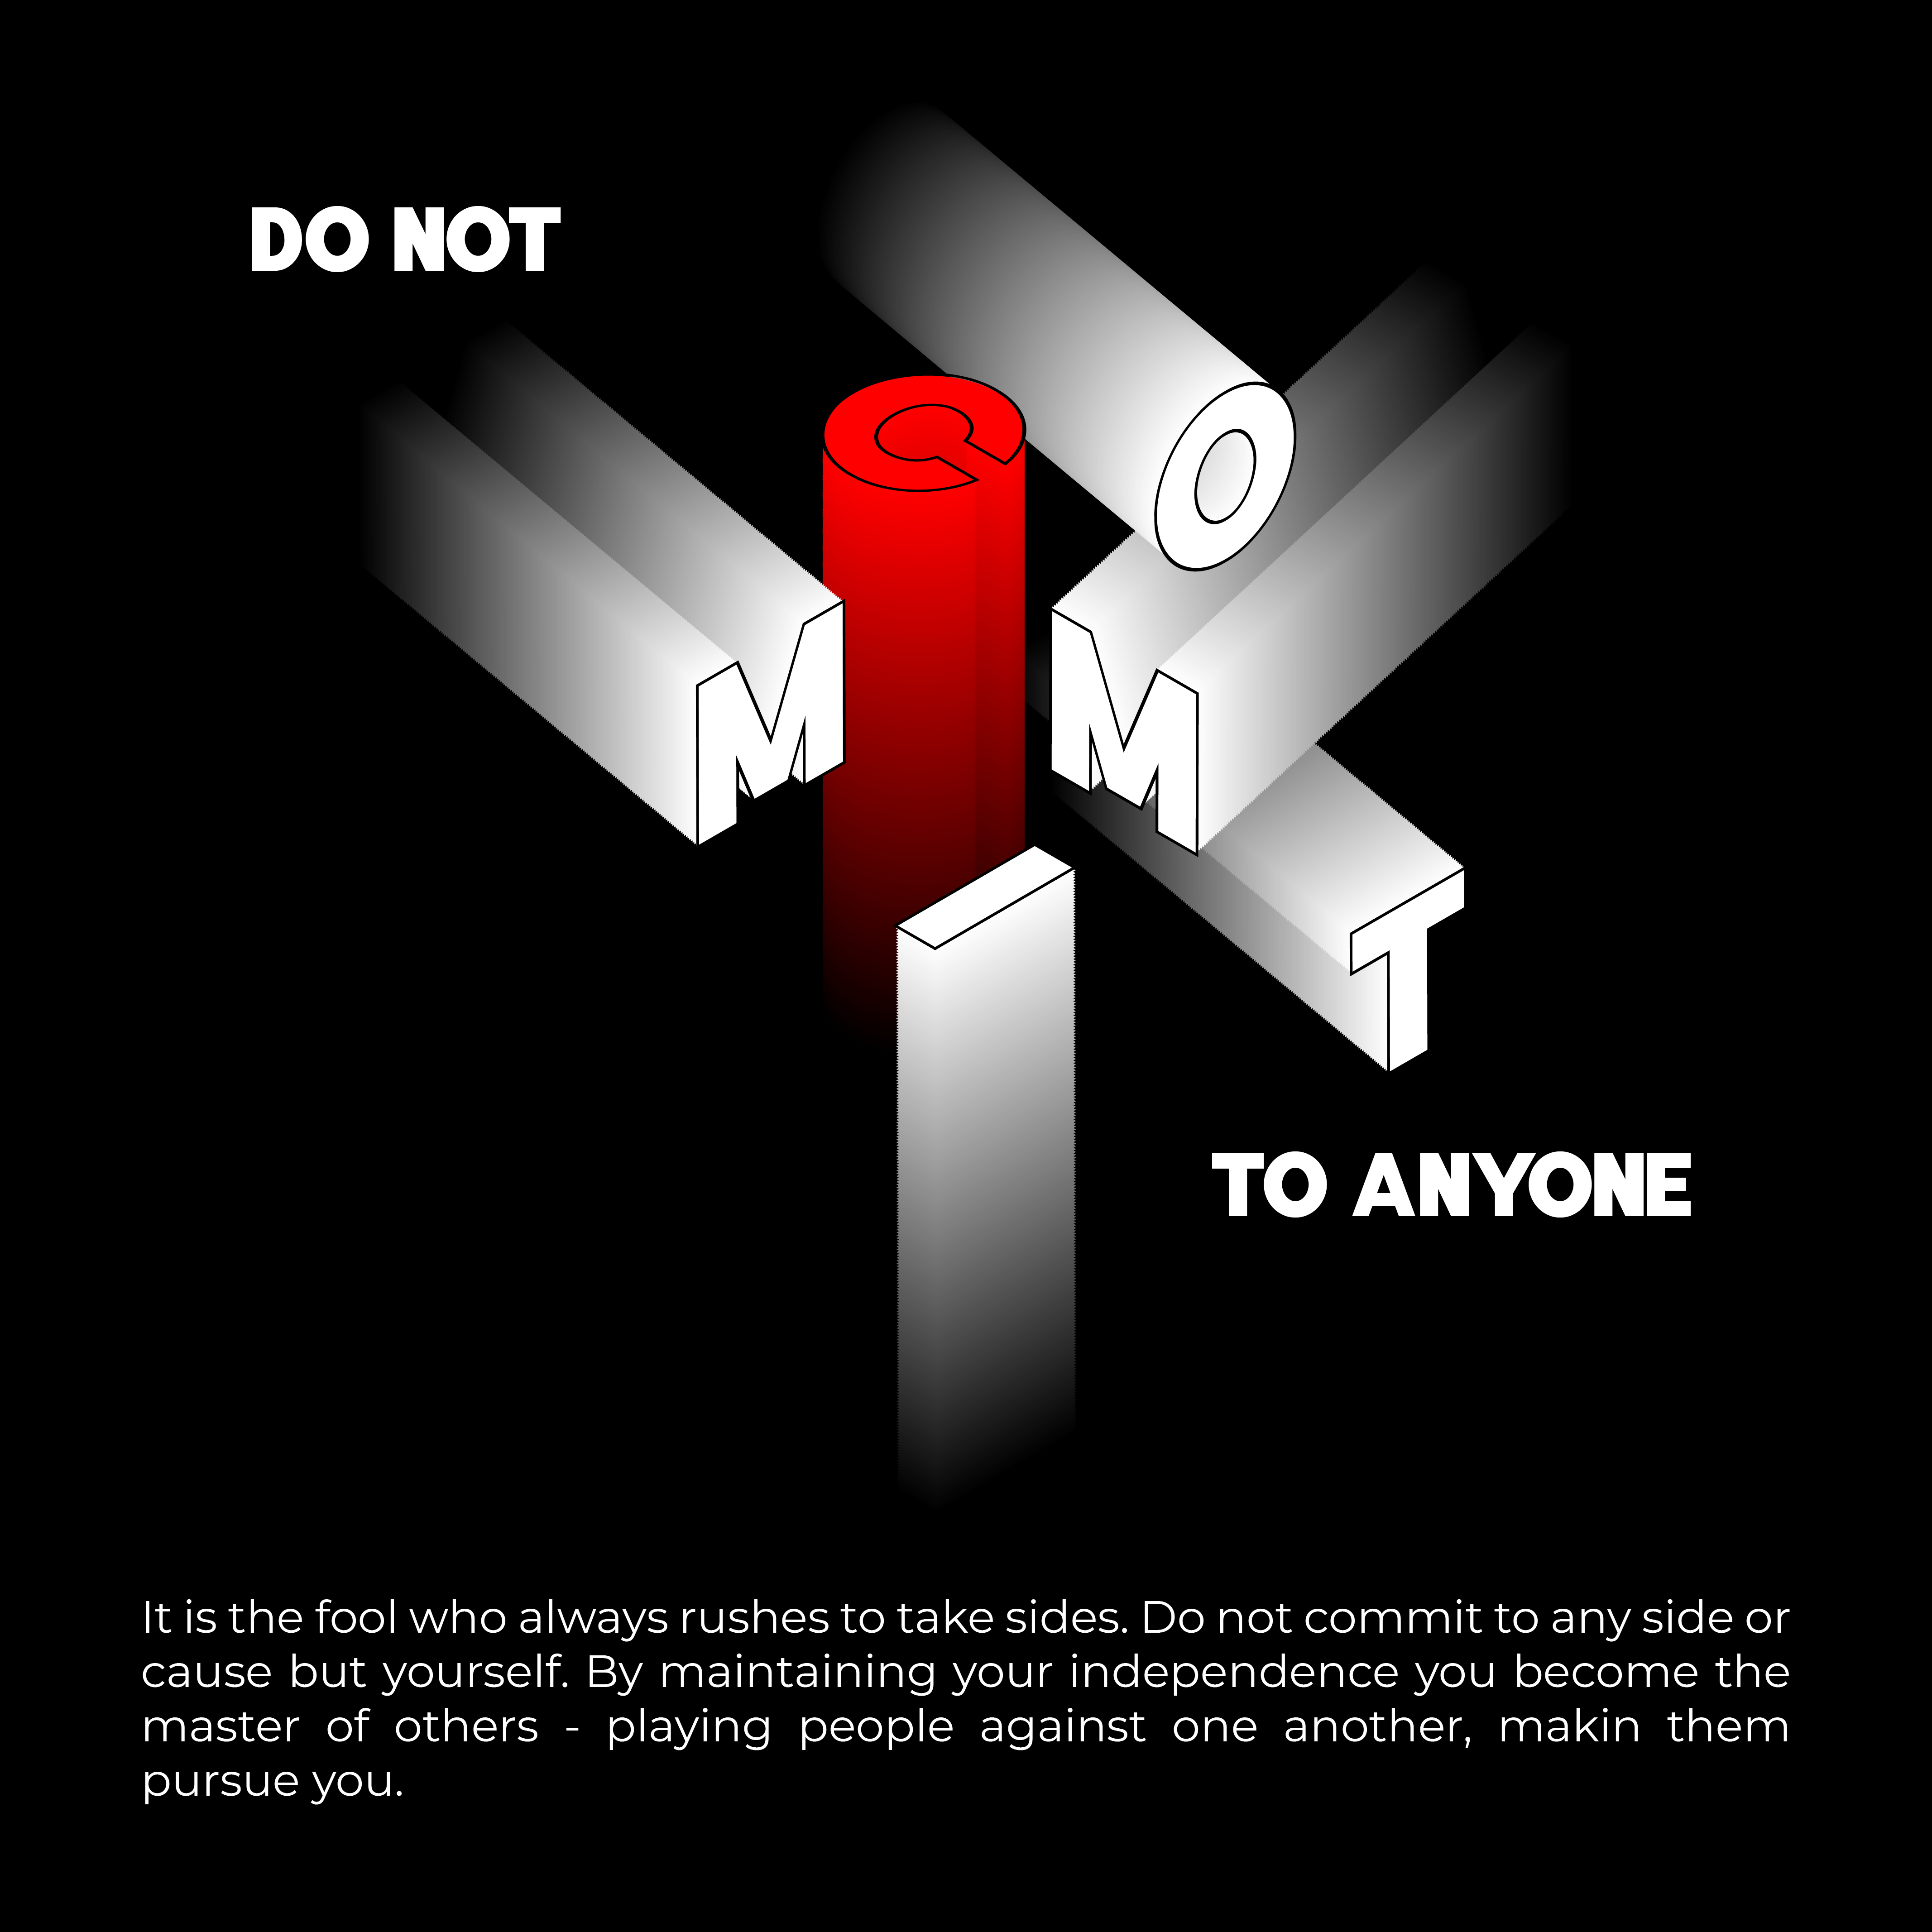 DO NOT
COMMIT
TO ANYONE
It is the fool who always rushes to take sides. Do not commit to any side or
cause but yourself. By maintaining your independence you become the
master of others - playing people against one another, makin them
pursue you.